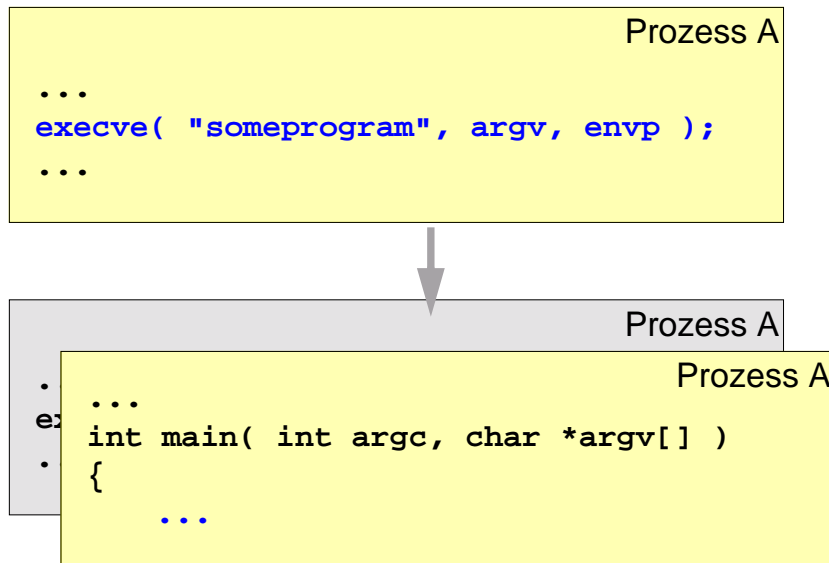 Prozess A
...
execve( "someprogram", argv, envp );
...
Prozess A
Prozess A
...
int main( int argc, char *argv[] )
{
...